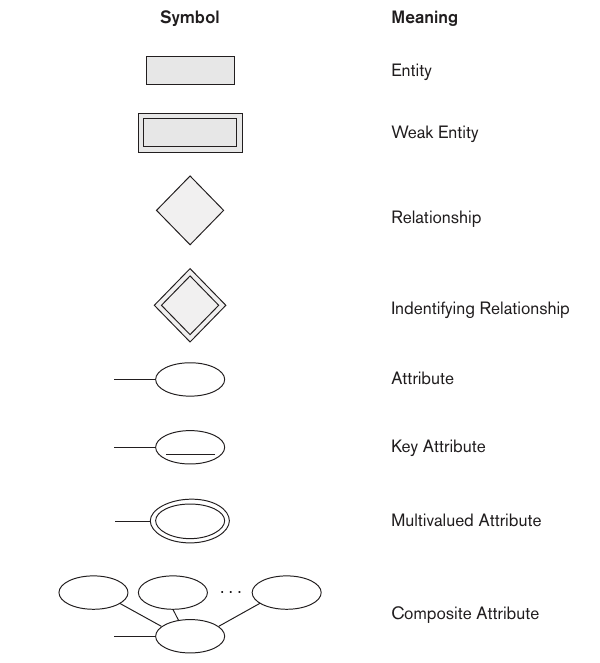 Symbol Meaning
Entity
Weak Entity
Relationship
Indentifying Relationship
Attribute
Key Attribute
Multivalued Attribute
. . .
Composite Attribute